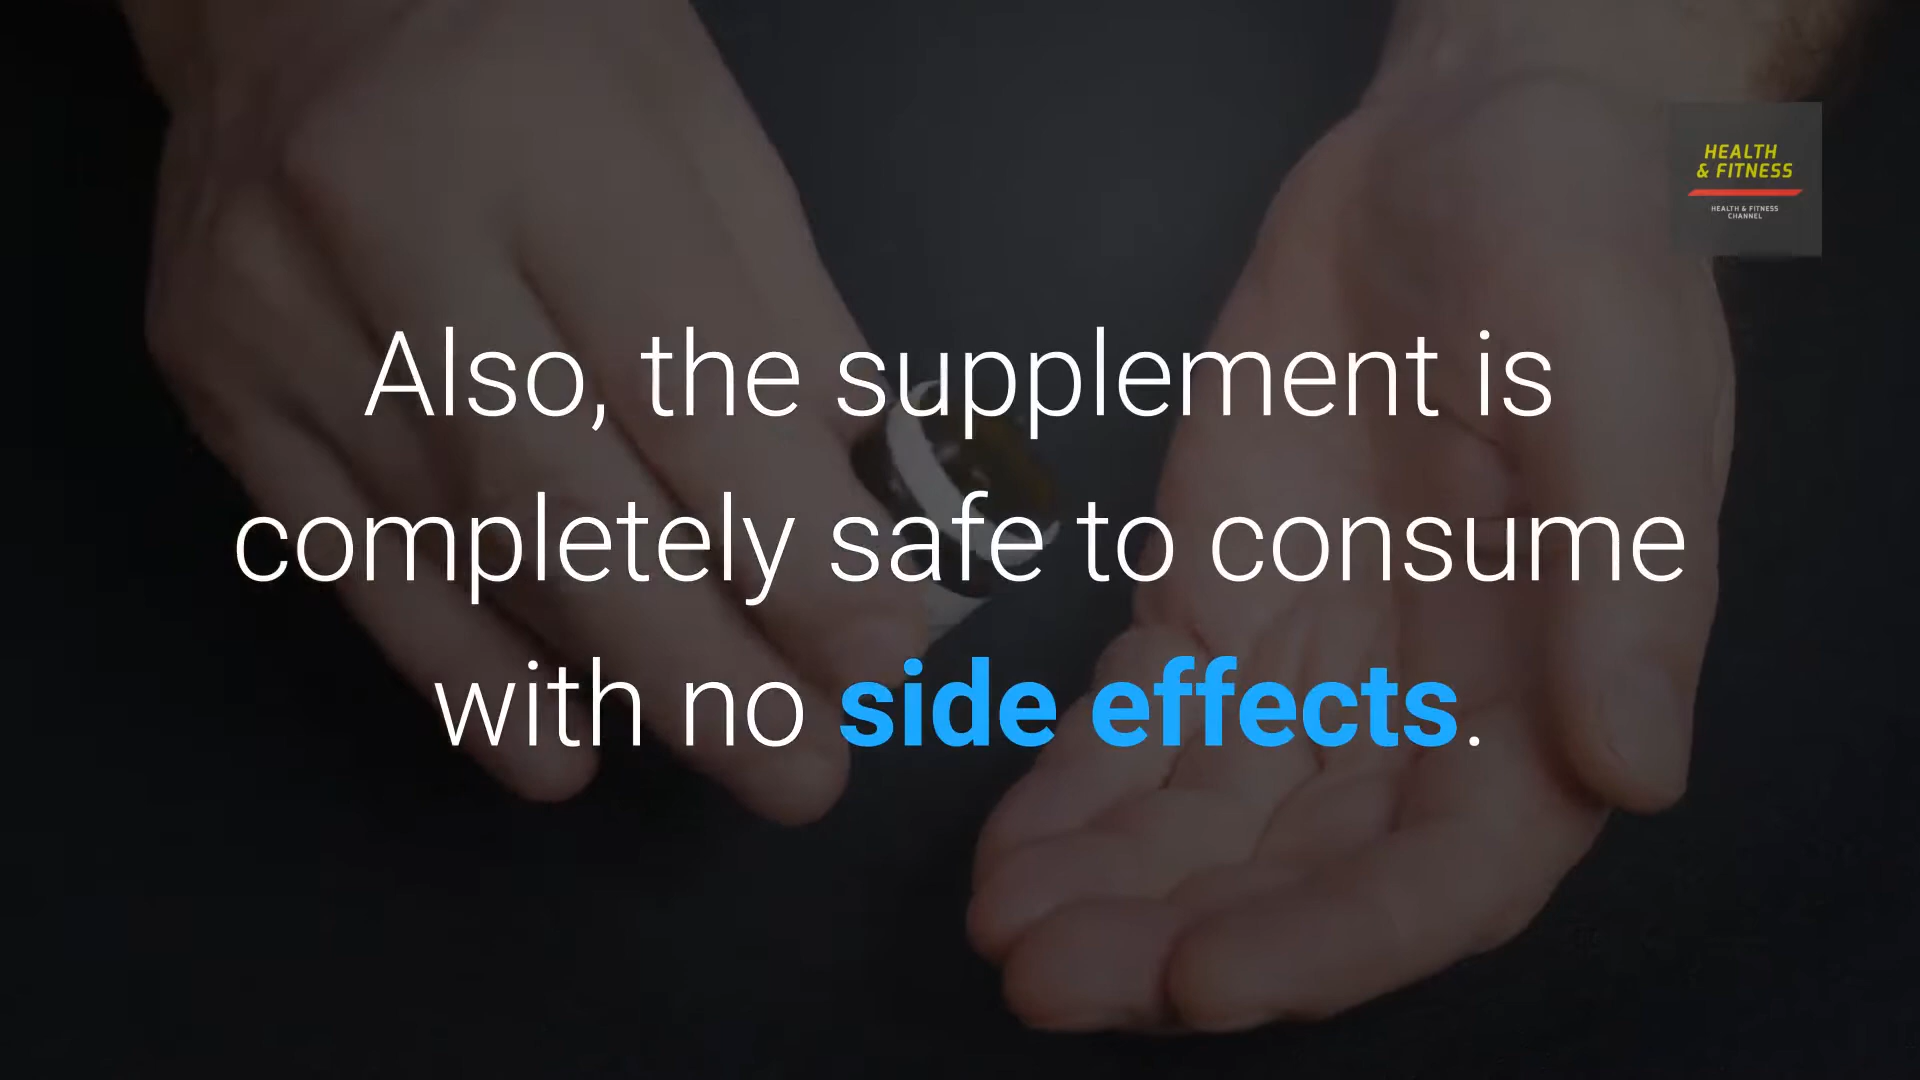 HEALTH
& FITNESS
HEALTH & FITNESS
CHANNEL
Also, the supplement is
completely safe to consume
with no side effects.